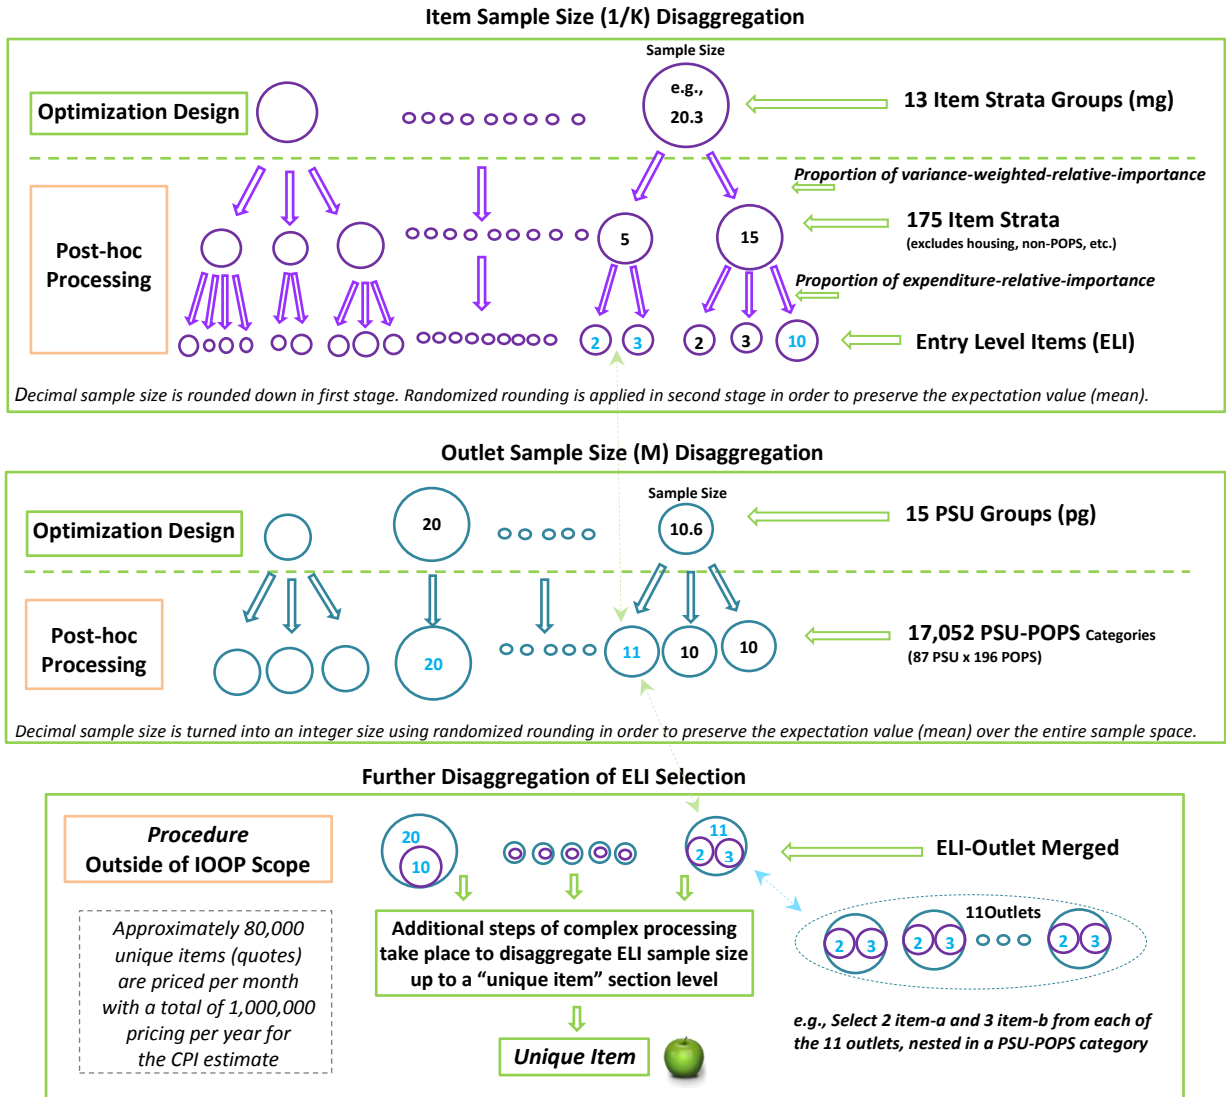 Item Sample Size (1/K) Disaggregation
Sample Size
Optimization Design
e.g.,
20.3
13 Item Strata Groups (mg)
Proportion of variance-weighted-relative-importance
Post-hoc
Processing
5
15
175 Item Strata
(excludes housing, non-POPS, etc.)
Proportion of expenditure-relative-importance
2
3
2
3
10
Entry Level Items (ELI)
Decimal sample size is rounded down in first stage. Randomized rounding is applied in second stage in order to preserve the expectation value (mean).
Outlet Sample Size (M) Disaggregation
Sample Size
Optimization Design
20
10.6
15 PSU Groups (pg)
Post-hoc
Processing
20
11
10
10
17,052 PSU-POPS Categories
(87 PSU x 196 POPS)
Decimal sample size is turned into an integer size using randomized rounding in order to preserve the expectation value (mean) over the entire sample space.
Further Disaggregation of ELI Selection
Procedure
Outside of IOOP Scope
20
10
11
2
3
ELI-Outlet Merged
Approximately 80,000
unique items (quotes)
are priced per month
with a total of 1,000,000
pricing per year for
the CPI estimate
Additional steps of complex processing
take place to disaggregate ELI sample size
up to a “unique item” section level
11Outlets
2
3
2
3
2
3
e.g., Select 2 item-a and 3 item-b from each of
the 11 outlets, nested in a PSU-POPS category
Unique Item